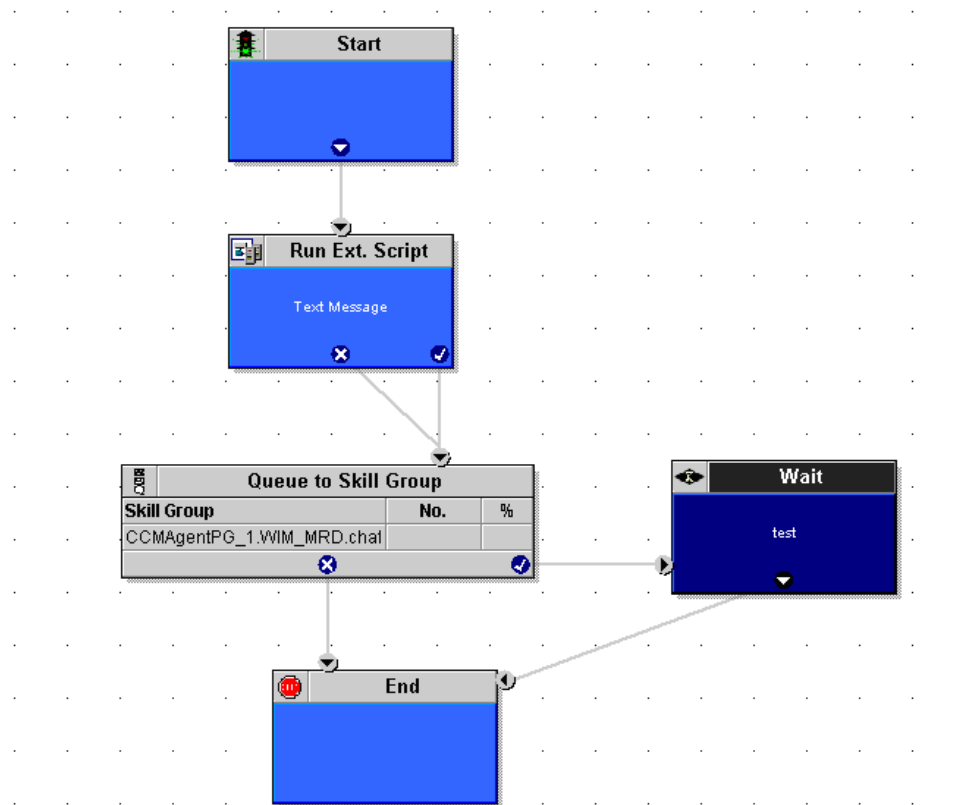 Start
Run Ext. Script
Text Message
Queue to Skill Group
Skill Group No. %
CCMAgentPG_1.WIM_MRD.chat
Wait
test
End